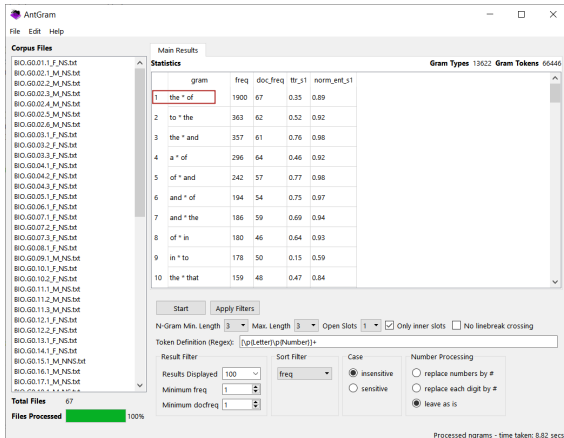 AntGram
File Edit Help
Corpus Files
BIO.G0.01.1_F_NS.txt
BIO.G0.02.1_M_NS.txt
BIO.G0.02.2_M_NS.txt
BIO.G0.02.3_M_NS.txt
BIO.G0.02.4_M_NS.txt
BIO.G0.02.5_M_NS.txt
BIO.G0.02.6_M_NS.txt
BIO.G0.03.1_F_NS.txt
BIO.G0.03.2_F_NS.txt
BIO.G0.03.3_F_NS.txt
BIO.G0.04.1_F_NS.txt
BIO.G0.04.2_F_NS.txt
BIO.G0.04.3_F_NS.txt
BIO.G0.05.1_F_NS.txt
BIO.G0.06.1_F_NS.txt
BIO.G0.07.1_F_NS.txt
BIO.G0.07.2_F_NS.txt
BIO.G0.07.3_F_NS.txt
BIO.G0.08.1_F_NS.txt
BIO.G0.09.1_M_NS.txt
BIO.G0.10.1_F_NS.txt
BIO.G0.10.2_F_NS.txt
BIO.G0.11.1_M_NS.txt
BIO.G0.11.2_M_NS.txt
BIO.G0.11.3_M_NS.txt
BIO.G0.12.1_F_NS.txt
BIO.G0.12.2_F_NS.txt
BIO.G0.13.1_F_NS.txt
BIO.G0.14.1_F_NS.txt
BIO.G0.15.1_M_NNS.txt
BIO.G0.16.1_M_NS.txt
BIO.G0.17.1_M_NS.txt
Total Files 67
Files Processed 100%
Main Results
Statistics Gram Types 13622 Gram Tokens 66446
gram freq doc_freq ttr_s1 norm_ent_s1
1 the * of 1900 67 0.35 0.89
2 to * the 363 62 0.52 0.92
3 the * and 357 61 0.76 0.98
4 a * of 296 64 0.46 0.92
5 of * and 242 57 0.77 0.98
6 and * of 194 54 0.75 0.97
7 and * the 186 59 0.69 0.94
8 of * in 180 46 0.64 0.93
9 in * to 178 50 0.15 0.59
10 the * that 159 48 0.47 0.84
Start Apply Filters
N-Gram Min. Length 3 Max. Length 3 Open Slots 1 Only inner slots No linebreak crossing
Token Definition (Regex): [\p{Letter}\p{Number}]+
Result Filter Sort Filter Case Number Processing
Results Displayed 100 freq insensitive replace numbers by #
Minimum freq 1 sensitive replace each digit by #
Minimum docfreq 1 leave as is
Processed ngrams - time taken: 8.82 secs